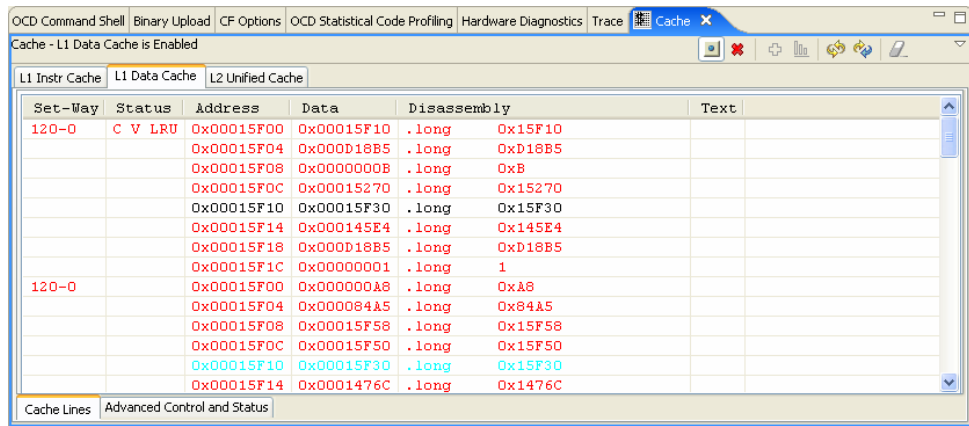 OCD Command Shell Binary Upload CF Options OCD Statistical Code Profiling Hardware Diagnostics Trace Cache
Cache - L1 Data Cache is Enabled
L1 Instr Cache L1 Data Cache L2 Unified Cache
Set-Way Status Address Data Disassembly Text
120-0 C V LRU 0x00015F00 0x00015F10 .long 0x15F10
0x00015F04 0x000D18B5 .long 0xD18B5
0x00015F08 0x0000000B .long 0xB
0x00015F0C 0x00015270 .long 0x15270
0x00015F10 0x00015F30 .long 0x15F30
0x00015F14 0x000145E4 .long 0x145E4
0x00015F18 0x000D18B5 .long 0xD18B5
0x00015F1C 0x00000001 .long 1
120-0 0x00015F00 0x000000A8 .long 0xA8
0x00015F04 0x000084A5 .long 0x84A5
0x00015F08 0x00015F58 .long 0x15F58
0x00015F0C 0x00015F50 .long 0x15F50
0x00015F10 0x00015F30 .long 0x15F30
0x00015F14 0x0001476C .long 0x1476C
Cache Lines Advanced Control and Status